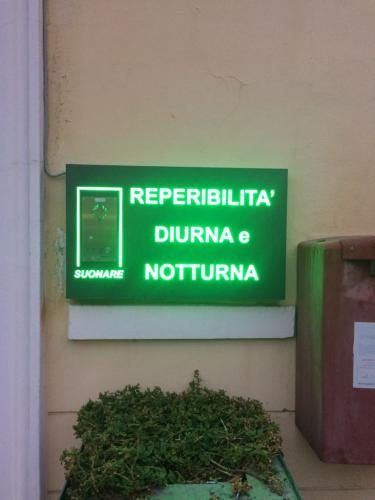 REPERIBILITA'
DIURNA e
NOTTURNA
SUONARE